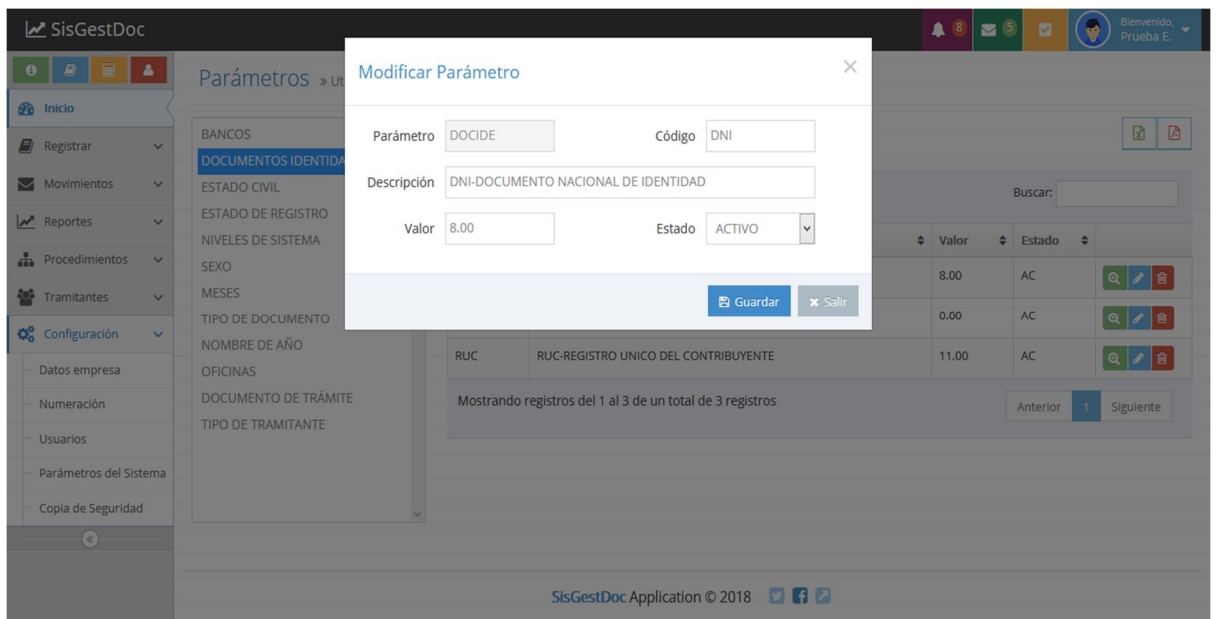 SisGestDoc
8
5
Bienvenido,
Prueba E.
Parámetros » Ut
Modificar Parámetro
Parámetro DOCIDE Código DNI
Descripción DNI-DOCUMENTO NACIONAL DE IDENTIDAD
Valor 8.00 Estado ACTIVO
Guardar Salir
Inicio
Registrar
Movimientos
Reportes
Procedimientos
Tramitantes
Configuración
Datos empresa
Numeración
Usuarios
Parámetros del Sistema
Copia de Seguridad
BANCOS
DOCUMENTOS IDENTIDA
ESTADO CIVIL
ESTADO DE REGISTRO
NIVELES DE SISTEMA
SEXO
MESES
TIPO DE DOCUMENTO
NOMBRE DE AÑO
OFICINAS
DOCUMENTO DE TRÁMITE
TIPO DE TRAMITANTE
Buscar:
Valor Estado
8.00 AC
0.00 AC
RUC RUC-REGISTRO UNICO DEL CONTRIBUYENTE 11.00 AC
Mostrando registros del 1 al 3 de un total de 3 registros
Anterior 1 Siguiente
SisGestDoc Application © 2018